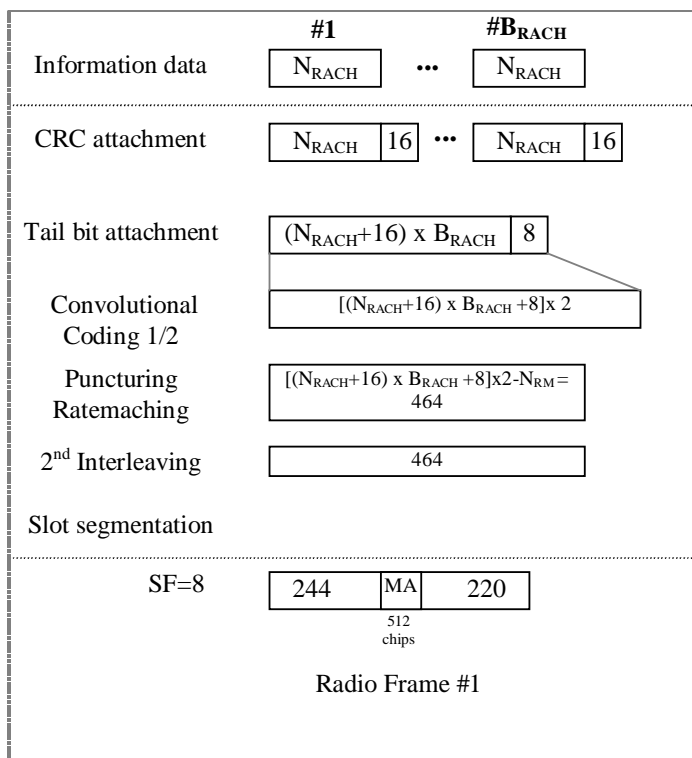 #1 #B_RACH
Information data N_RACH ... N_RACH
CRC attachment N_RACH 16 ... N_RACH 16
Tail bit attachment (N_RACH+16) x B_RACH 8
Convolutional
Coding 1/2
[(N_RACH+16) x B_RACH +8]x 2
Puncturing
Ratemaching
[(N_RACH+16) x B_RACH +8]x2-N_RM =
464
2nd Interleaving 464
Slot segmentation
SF=8 244 MA 220
512
chips
Radio Frame #1